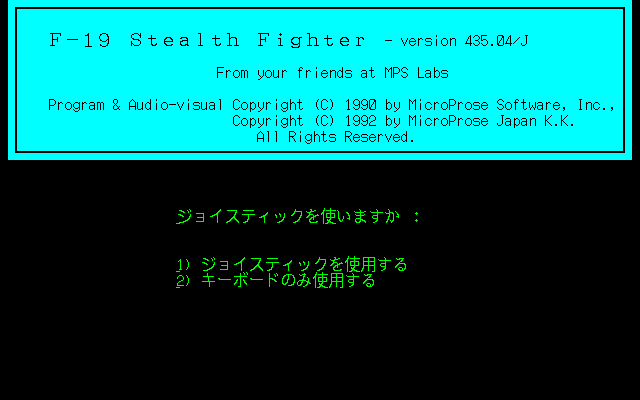 F-19 Stealth Fighter - version 435.04/J
From your friends at MPS Labs
Program & Audio-visual Copyright (C) 1990 by MicroProse Software, Inc.,
Copyright (C) 1992 by MicroProse Japan K.K.
All Rights Reserved.
ジョイスティックを使いますか :
1) ジョイスティックを使用する
2) キーボードのみ使用する